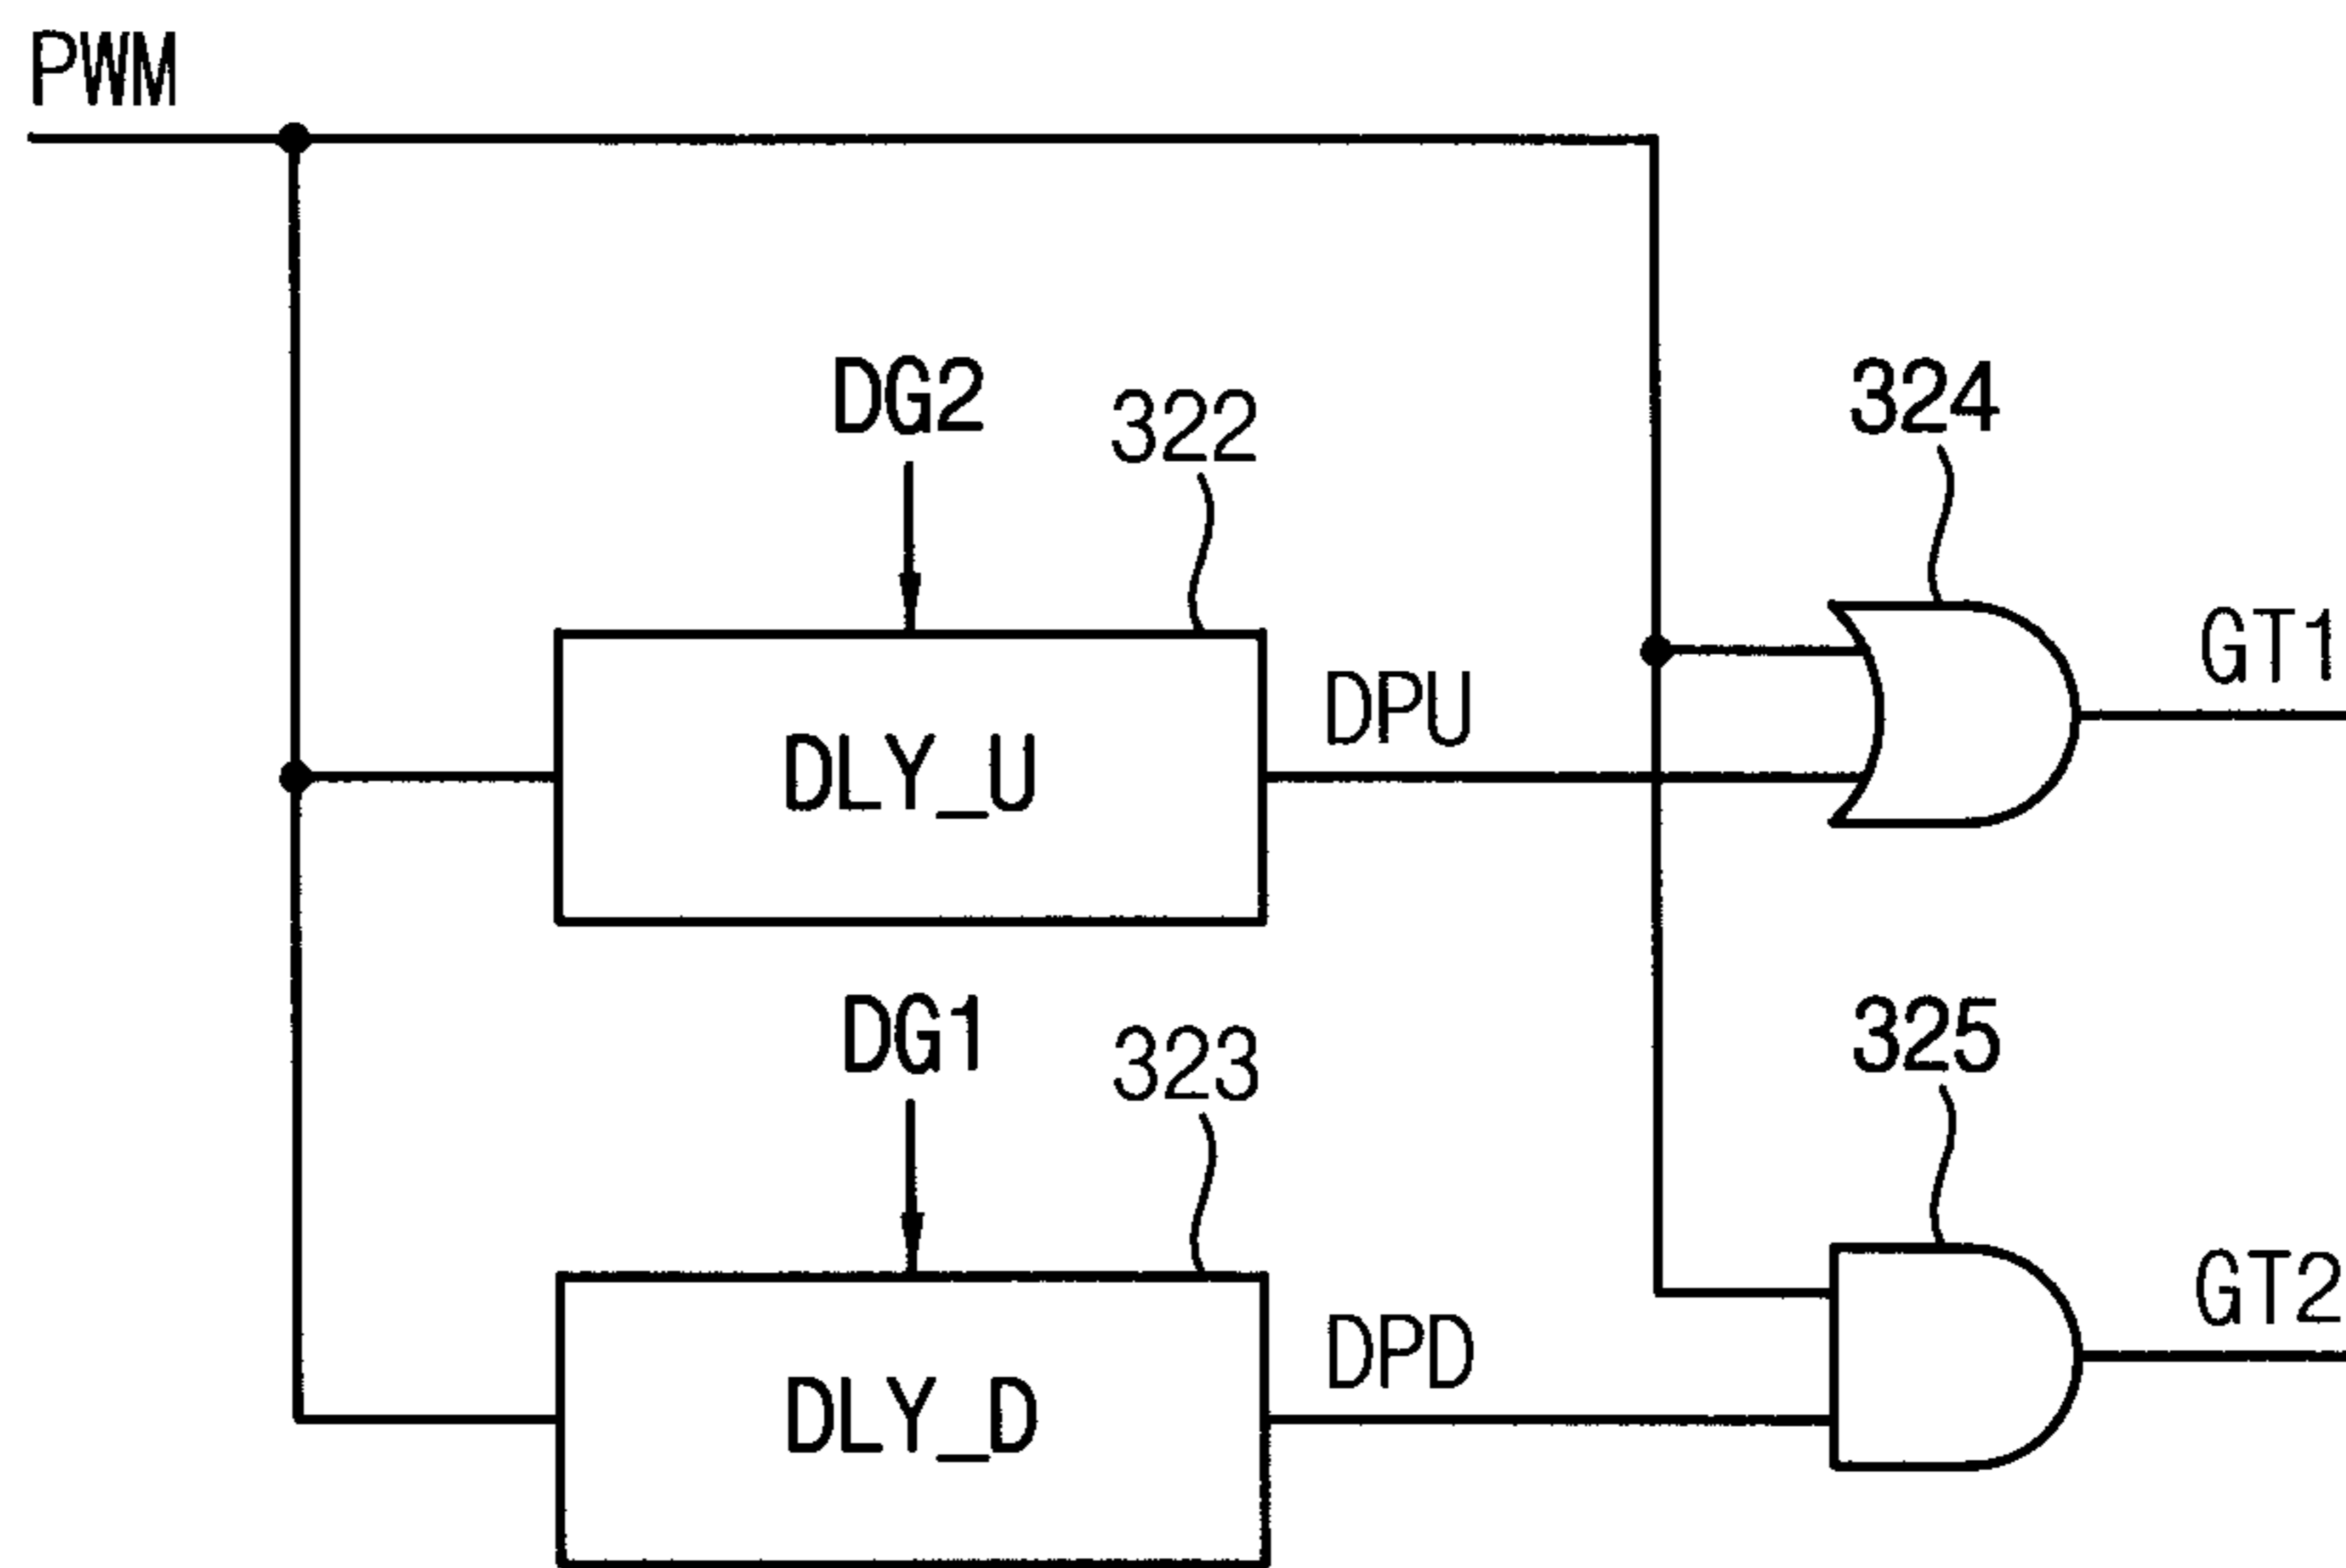 PWM
DG2
322
324
GT1
DPU
DLY_U
DG1
323
325
GT2
DPD
DLY_D